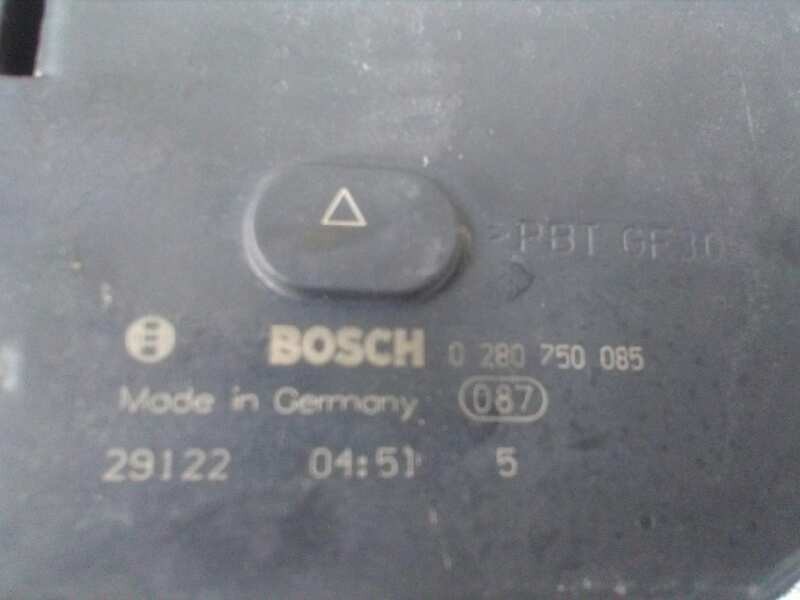 >PBT GF30
BOSCH 0 280 750 085
Made in Germany 087
29122 04:51 5